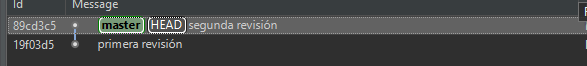 Id Message
89cd3c5 master HEAD segunda revisión
19f03d5 primera revisión